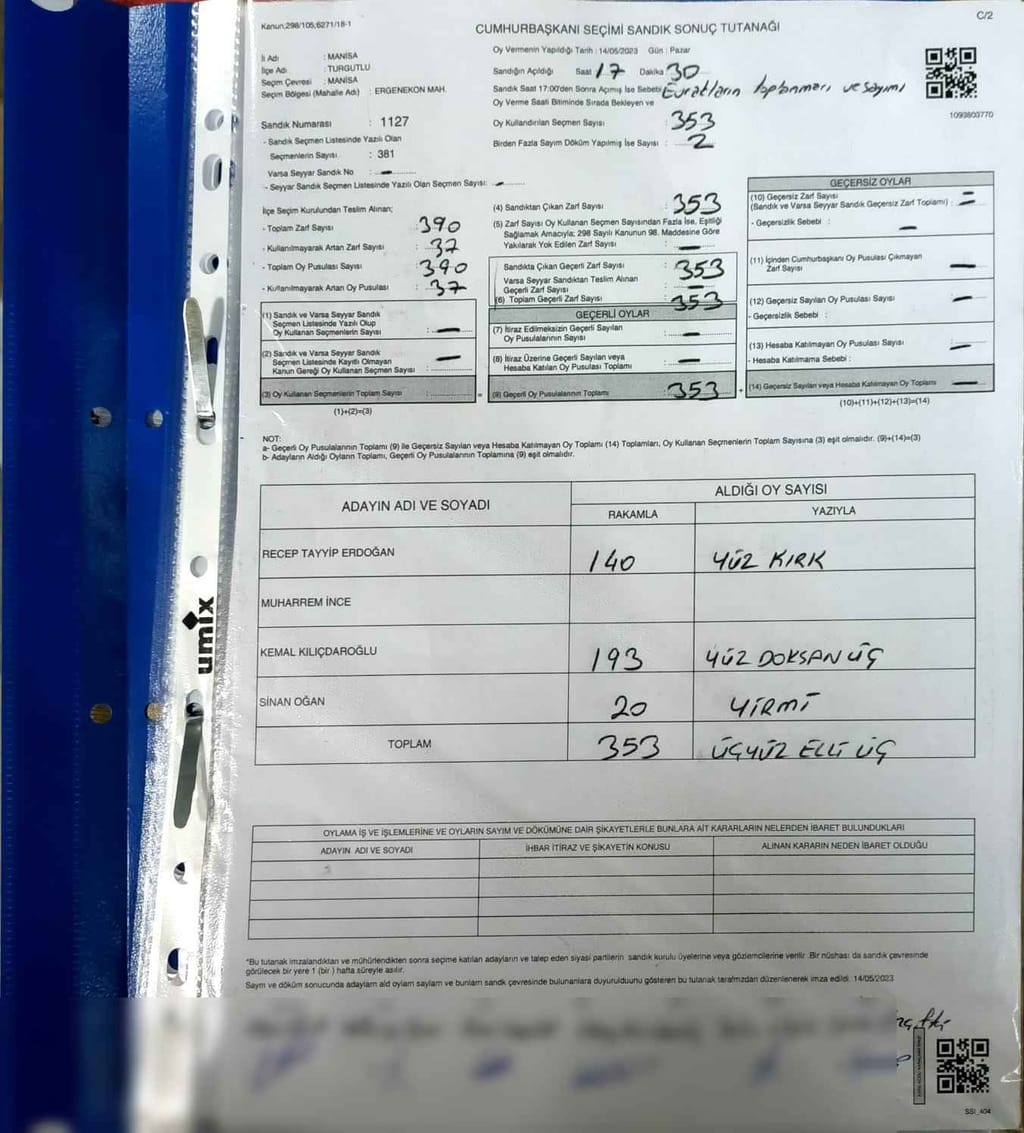 Kanun:298/105;6271/18-1
C/2
CUMHURBAŞKANI SEÇİMİ SANDIK SONUÇ TUTANAĞI
İl Adı : MANİSA
İlçe Adı : TURGUTLU
Seçim Çevresi : MANİSA
Seçim Bölgesi (Mahalle Adı) : ERGENEKON MAH.
Oy Vermenin Yapıldığı Tarih : 14/05/2023 Gün : Pazar
Sandığın Açıldığı Saat 17 Dakika 30
Sandık Saat 17:00'den Sonra Açılmış İse Sebebi Evrakların toplanması ve sayımı
Oy Verme Saati Bitiminde Sırada Bekleyen ve
Oy Kullandırılan Seçmen Sayısı : 353
Birden Fazla Sayım Döküm Yapılmış İse Sayısı : 2
1093803770
Sandık Numarası : 1127
- Sandık Seçmen Listesinde Yazılı Olan
Seçmenlerin Sayısı : 381
Varsa Seyyar Sandık No : -
- Seyyar Sandık Seçmen Listesinde Yazılı Olan Seçmen Sayısı: -
İlçe Seçim Kurulundan Teslim Alınan;
- Toplam Zarf Sayısı : 390
- Kullanılmayarak Artan Zarf Sayısı : 37
- Toplam Oy Pusulası Sayısı : 390
- Kullanılmayarak Artan Oy Pusulası : 37
(1) Sandık ve Varsa Seyyar Sandık
Seçmen Listesinde Yazılı Olup
Oy Kullanan Seçmenlerin Sayısı : -
(2) Sandık ve Varsa Seyyar Sandık
Seçmen Listesinde Kayıtlı Olmayan
Kanun Gereği Oy Kullanan Seçmen Sayısı : -
(3) Oy Kullanan Seçmenlerin Toplam Sayısı :
(1)+(2)=(3)
(4) Sandıktan Çıkan Zarf Sayısı : 353
(5) Zarf Sayısı Oy Kullanan Seçmen Sayısından Fazla İse, Eşitliği
Sağlamak Amacıyla; 298 Sayılı Kanunun 98. Maddesine Göre
Yakılarak Yok Edilen Zarf Sayısı : -
Sandıkta Çıkan Geçerli Zarf Sayısı : 353
Varsa Seyyar Sandıktan Teslim Alınan
Geçerli Zarf Sayısı : -
(6) Toplam Geçerli Zarf Sayısı : 353
GEÇERLİ OYLAR
(7) İtiraz Edilmeksizin Geçerli Sayılan
Oy Pusulalarının Sayısı : -
(8) İtiraz Üzerine Geçerli Sayılan veya
Hesaba Katılan Oy Pusulası Toplamı : -
= (9) Geçerli Oy Pusulalarının Toplamı : 353 +
GEÇERSİZ OYLAR
(10) Geçersiz Zarf Sayısı -
(Sandık ve Varsa Seyyar Sandık Geçersiz Zarf Toplamı) : -
- Geçersizlik Sebebi : -
(11) İçinden Cumhurbaşkanı Oy Pusulası Çıkmayan
Zarf Sayısı : -
(12) Geçersiz Sayılan Oy Pusulası Sayısı : -
- Geçersizlik Sebebi :
(13) Hesaba Katılmayan Oy Pusulası Sayısı : -
- Hesaba Katılmama Sebebi :
(14) Geçersiz Sayılan veya Hesaba Katılmayan Oy Toplamı : -
(10)+(11)+(12)+(13)=(14)
NOT:
a- Geçerli Oy Pusulalarının Toplamı (9) ile Geçersiz Sayılan veya Hesaba Katılmayan Oy Toplamı (14) Toplamları, Oy Kullanan Seçmenlerin Toplam Sayısına (3) eşit olmalıdır. (9)+(14)=(3)
b- Adayların Aldığı Oyların Toplamı, Geçerli Oy Pusulalarının Toplamına (9) eşit olmalıdır.
ADAYIN ADI VE SOYADI
ALDIĞI OY SAYISI
RAKAMLA YAZIYLA
RECEP TAYYİP ERDOĞAN 140 YÜZ KIRK
MUHARREM İNCE
KEMAL KILIÇDAROĞLU 193 YÜZ DOKSAN ÜÇ
SİNAN OĞAN 20 YİRMİ
TOPLAM 353 ÜÇYÜZ ELLİ ÜÇ
umix
OYLAMA İŞ VE İŞLEMLERİNE VE OYLARIN SAYIM VE DÖKÜMÜNE DAİR ŞİKAYETLERLE BUNLARA AİT KARARLARIN NELERDEN İBARET BULUNDUKLARI
ADAYIN ADI VE SOYADI İHBAR İTİRAZ VE ŞİKAYETİN KONUSU ALINAN KARARIN NEDEN İBARET OLDUĞU
*Bu tutanak imzalandıktan ve mühürlendikten sonra seçime katılan adayların ve talep eden siyasi partilerin sandık kurulu üyelerine veya gözlemcilerine verilir .Bir nüshası da sandık çevresinde
görülecek bir yere 1 (bir ) hafta süreyle asılır.
Sayım ve döküm sonucunda adayların ald oylam saylam ve bunlam sandk çevresinde bulunanlara duyurulduunu gösteren bu tutanak tarafmzdan düzenlenerek imza edildi. 14/05/2023
SSI_404